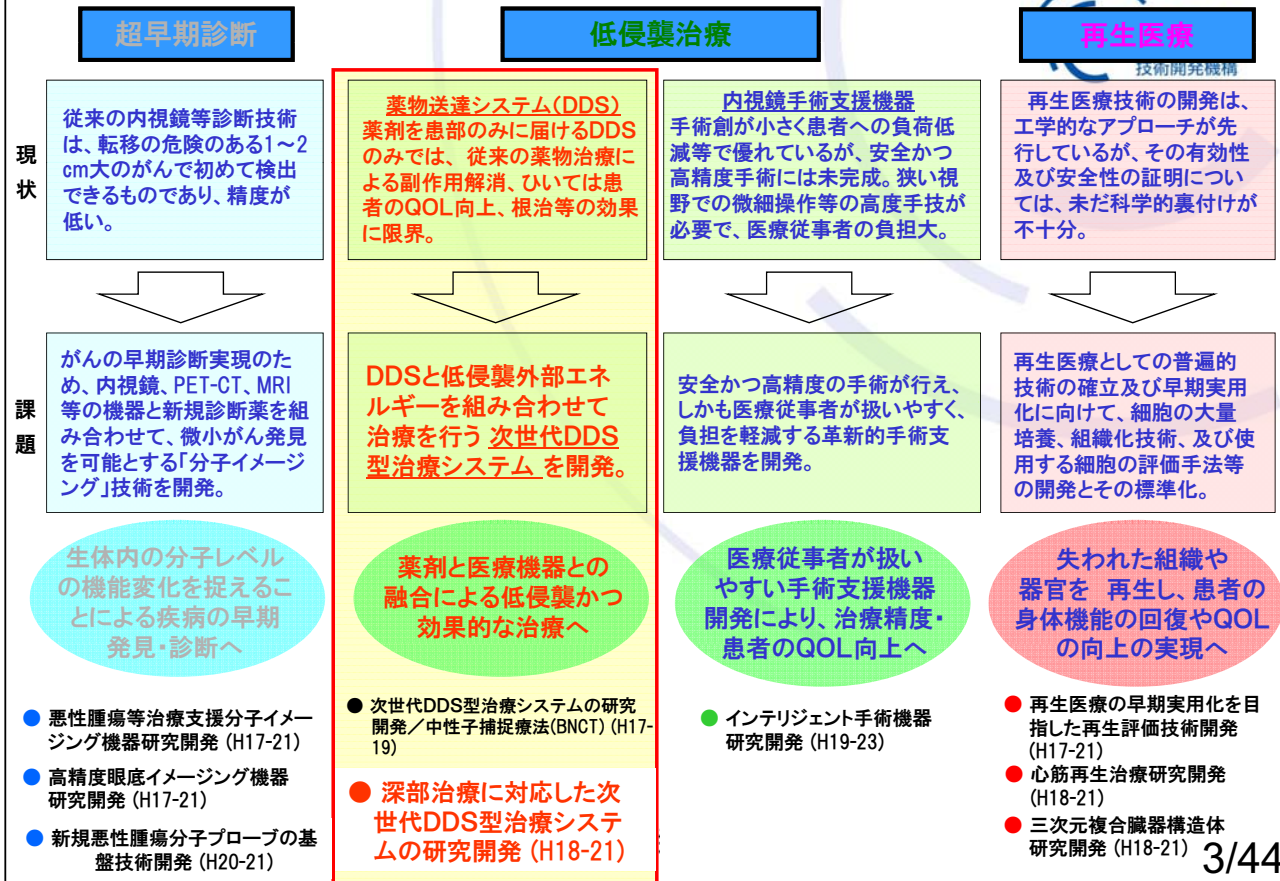 超早期診断
低侵襲治療
再生医療
技術開発機構
現
状
従来の内視鏡等診断技術
は、転移の危険のある1～2
cm大のがんで初めて検出
できるものであり、精度が
低い。
薬物送達システム(DDS)
薬剤を患部のみに届けるDDS
のみでは、従来の薬物治療に
よる副作用解消、ひいては患
者のQOL向上、根治等の効果
に限界。
内視鏡手術支援機器
手術創が小さく患者への負荷低
減等で優れているが、安全かつ
高精度手術には未完成。狭い視
野での微細操作等の高度手技が
必要で、医療従事者の負担大。
再生医療技術の開発は、
工学的なアプローチが先
行しているが、その有効性
及び安全性の証明につい
ては、未だ科学的裏付けが
不十分。
課
題
がんの早期診断実現のた
め、内視鏡、PET-CT、MRI
等の機器と新規診断薬を組
み合わせて、微小がん発見
を可能とする「分子イメージ
ング」技術を開発。
DDSと低侵襲外部エネ
ルギーを組み合わせて
治療を行う 次世代DDS
型治療システム を開発。
安全かつ高精度の手術が行え、
しかも医療従事者が扱いやすく、
負担を軽減する革新的手術支
援機器を開発。
再生医療としての普遍的
技術の確立及び早期実用
化に向けて、細胞の大量
培養、組織化技術、及び使
用する細胞の評価手法等
の開発とその標準化。
生体内の分子レベル
の機能変化を捉えるこ
とによる疾病の早期
発見・診断へ
薬剤と医療機器との
融合による低侵襲かつ
効果的な治療へ
医療従事者が扱い
やすい手術支援機器
開発により、治療精度・
患者のQOL向上へ
失われた組織や
器官を 再生し、患者の
身体機能の回復やQOL
の向上の実現へ
● 悪性腫瘍等治療支援分子イメー
ジング機器研究開発 (H17-21)
● 高精度眼底イメージング機器
研究開発 (H17-21)
● 新規悪性腫瘍分子プローブの基
盤技術開発 (H20-21)
● 次世代DDS型治療システムの研究
開発／中性子捕捉療法(BNCT) (H17-
19)
● 深部治療に対応した次
世代DDS型治療システ
ムの研究開発 (H18-21)
● インテリジェント手術機器
研究開発 (H19-23)
● 再生医療の早期実用化を目
指した再生評価技術開発
(H17-21)
● 心筋再生治療研究開発
(H18-21)
● 三次元複合臓器構造体
研究開発 (H18-21)
3/44